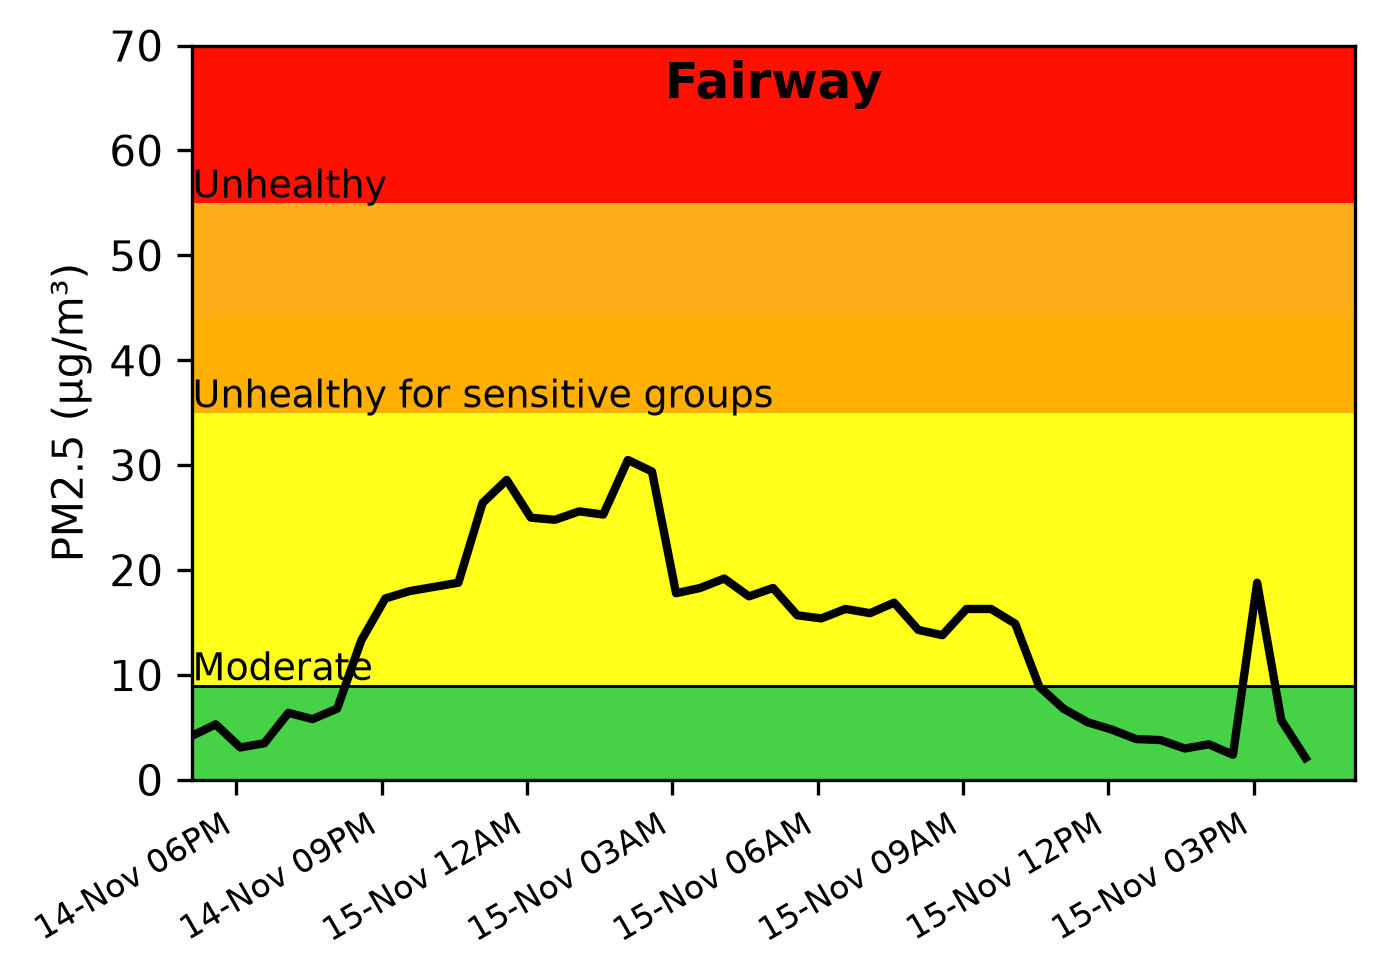 Fairway
70
60
50
40
30
20
10
0
PM2.5 (µg/m³)
Unhealthy
Unhealthy for sensitive groups
Moderate
14-Nov 06PM
14-Nov 09PM
15-Nov 12AM
15-Nov 03AM
15-Nov 06AM
15-Nov 09AM
15-Nov 12PM
15-Nov 03PM